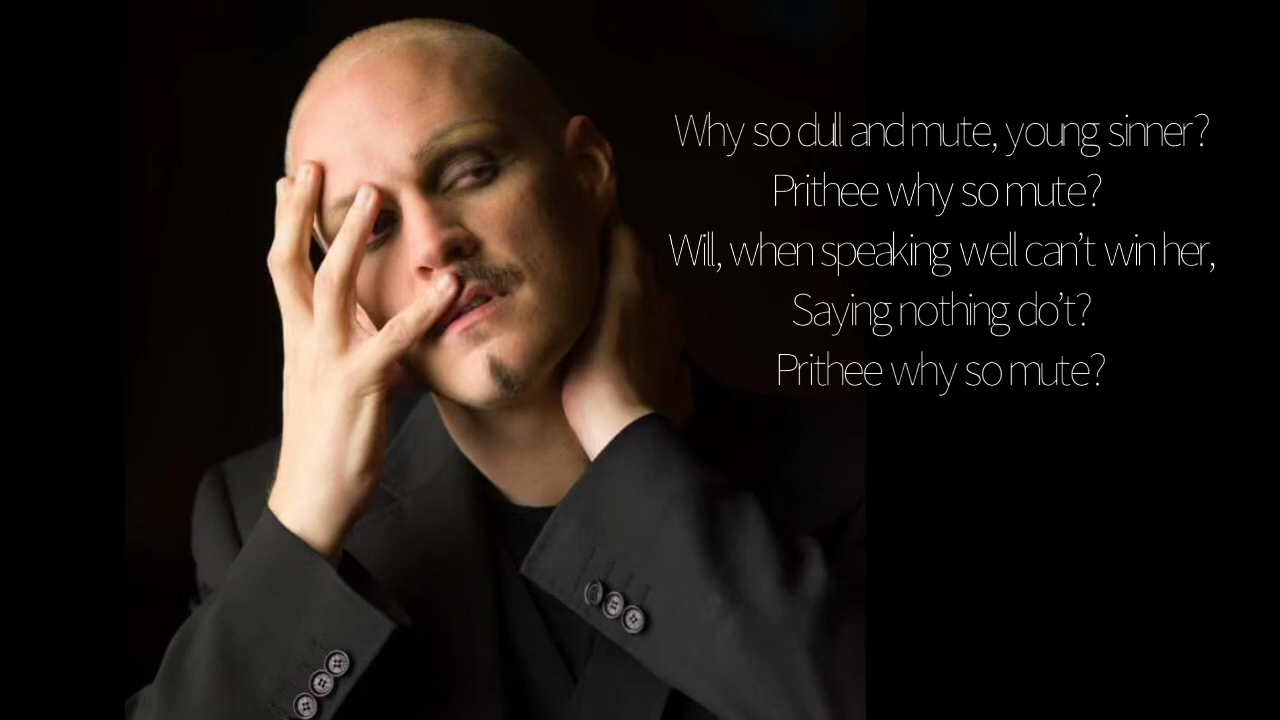 Why so dull and mute, young sinner?
Prithee why so mute?
Will, when speaking well can’t win her,
Saying nothing do’t?
Prithee why so mute?